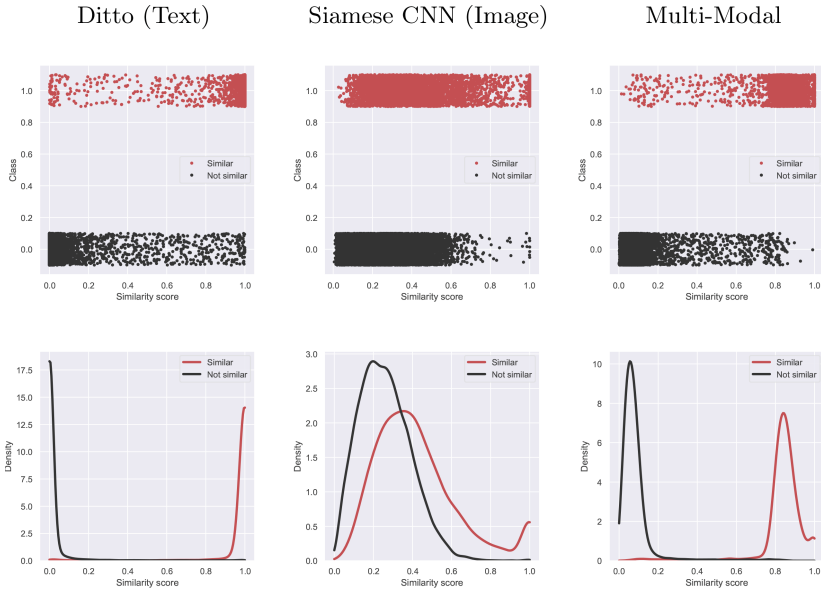 Ditto (Text) Siamese CNN (Image) Multi-Modal
1.0 1.0 1.0
0.8 0.8 0.8
0.6 0.6 0.6
Class Similar Class Similar Class Similar
Not similar Not similar Not similar
0.4 0.4 0.4
0.2 0.2 0.2
0.0 0.0 0.0
0.0 0.2 0.4 0.6 0.8 1.0 0.0 0.2 0.4 0.6 0.8 1.0 0.0 0.2 0.4 0.6 0.8 1.0
Similarity score Similarity score Similarity score
Similar Similar Similar
Not similar Not similar Not similar
17.5 3.0 10
15.0 2.5 8
12.5 2.0 6
10.0 1.5 4
7.5 1.0 2
5.0 0.5 0
2.5 0.0
0.0
Density Density Density
0.0 0.2 0.4 0.6 0.8 1.0 0.0 0.2 0.4 0.6 0.8 1.0 0.0 0.2 0.4 0.6 0.8 1.0
Similarity score Similarity score Similarity score